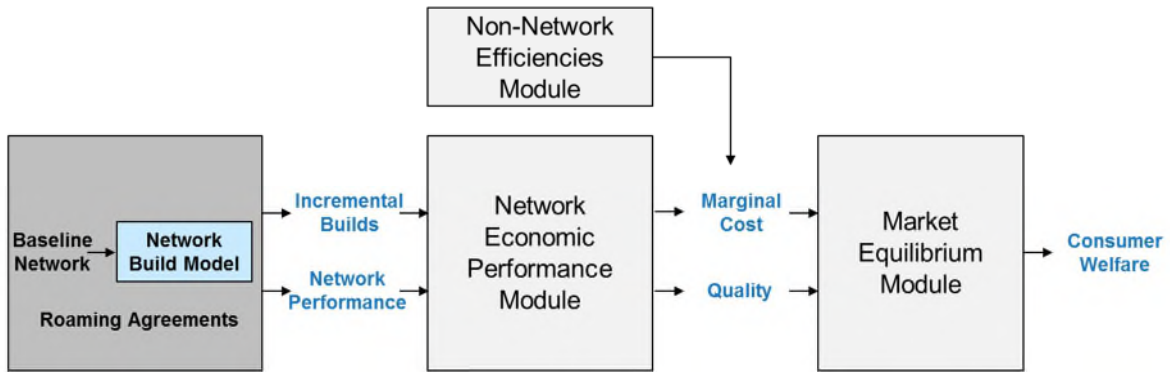 Non-Network
Efficiencies
Module
Baseline
Network
Network
Build Model
Roaming Agreements
Incremental
Builds
Network
Performance
Network
Economic
Performance
Module
Marginal
Cost
Quality
Market
Equilibrium
Module
Consumer
Welfare